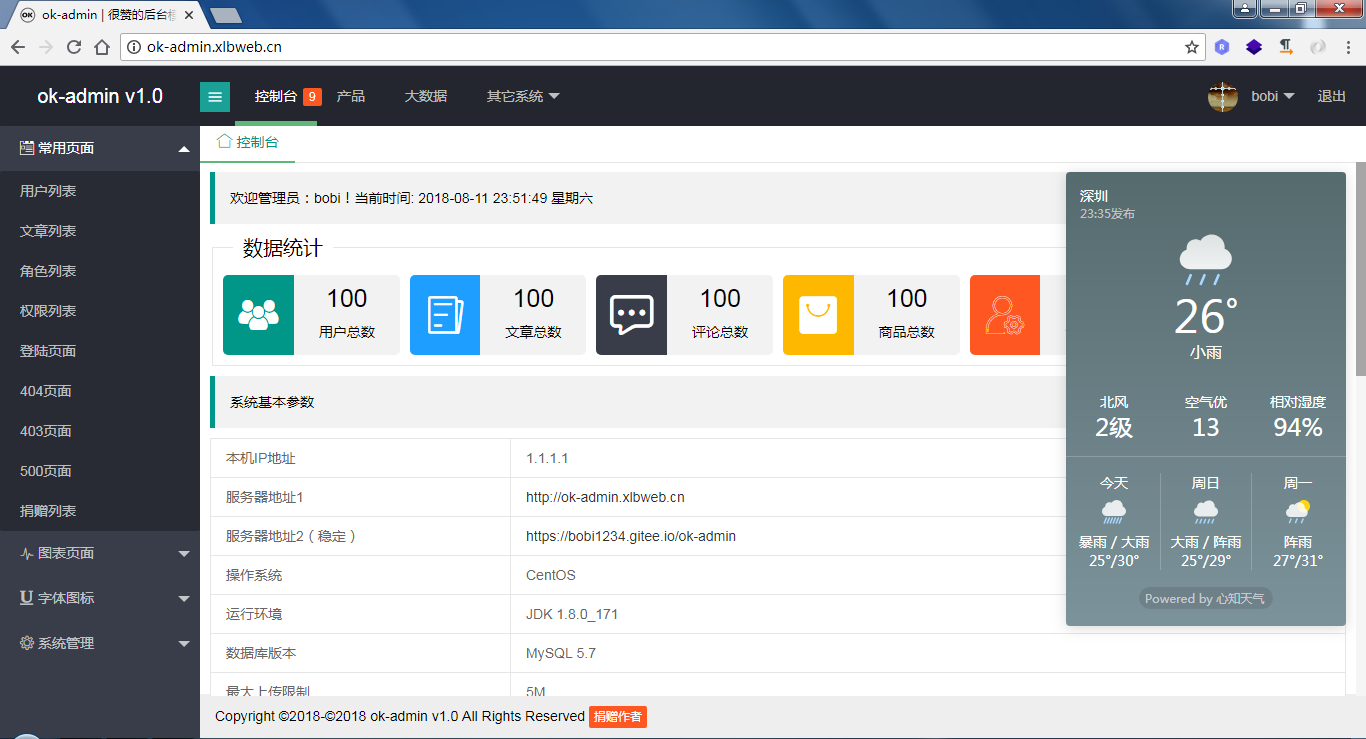 OK ok-admin | 很赞的后台模
ok-admin.xlbweb.cn
ok-admin v1.0
控制台 9 产品 大数据 其它系统
bobi 退出
常用页面
用户列表
文章列表
角色列表
权限列表
登陆页面
404页面
403页面
500页面
捐赠列表
图表页面
字体图标
系统管理
控制台
欢迎管理员：bobi！当前时间: 2018-08-11 23:51:49 星期六
数据统计
100
用户总数
100
文章总数
100
评论总数
100
商品总数
系统基本参数
本机IP地址 1.1.1.1
服务器地址1 http://ok-admin.xlbweb.cn
服务器地址2（稳定） https://bobi1234.gitee.io/ok-admin
操作系统 CentOS
运行环境 JDK 1.8.0_171
数据库版本 MySQL 5.7
最大上传限制 5M
深圳
23:35发布
26°
小雨
北风 空气优 相对湿度
2级 13 94%
今天 周日 周一
暴雨 / 大雨 大雨 / 阵雨 阵雨
25°/30° 25°/29° 27°/31°
Powered by 心知天气
Copyright ©2018-©2018 ok-admin v1.0 All Rights Reserved 捐赠作者